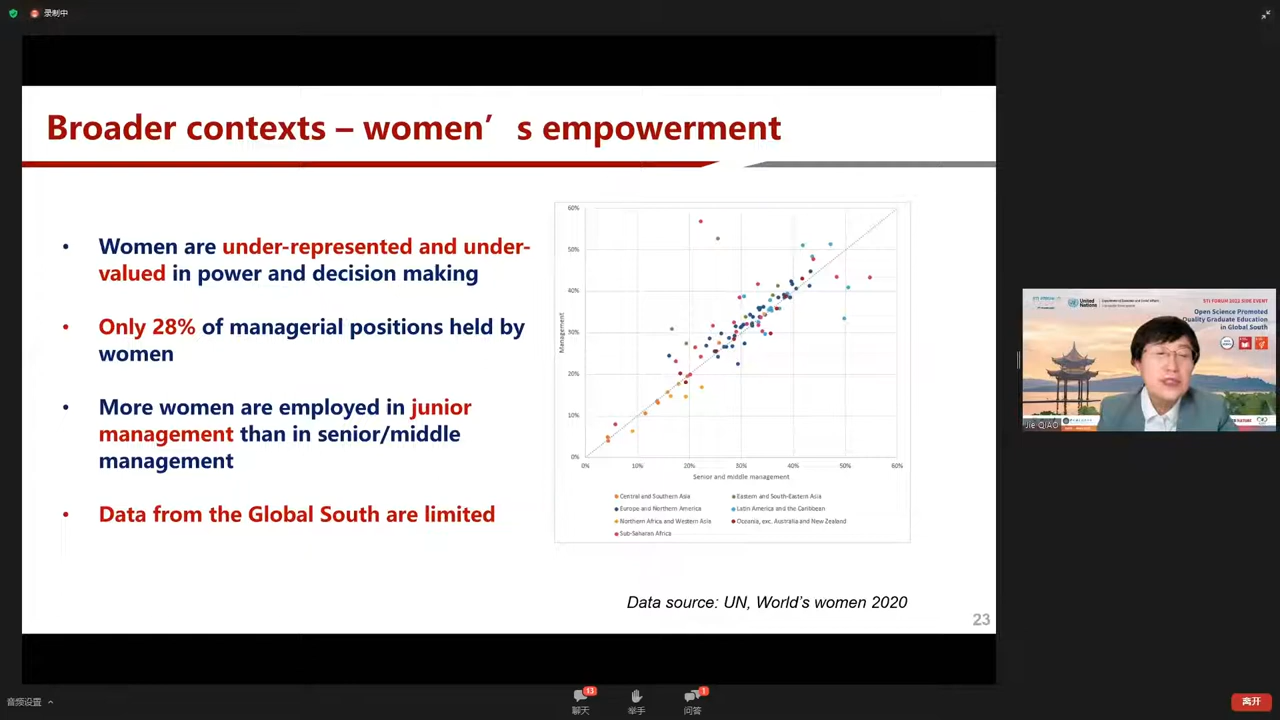 录制中
Broader contexts – women’s empowerment
• Women are under-represented and under-
valued in power and decision making
• Only 28% of managerial positions held by
women
• More women are employed in junior
management than in senior/middle
management
• Data from the Global South are limited
60%
50%
40%
30%
20%
10%
0%
Management
0% 10% 20% 30% 40% 50% 60%
Senior and middle management
Central and Southern Asia
Eastern and South-Eastern Asia
Europe and Northern America
Latin America and the Caribbean
Northern Africa and Western Asia
Oceania, exc. Australia and New Zealand
Sub-Saharan Africa
Data source: UN, World’s women 2020
23
United
Nations
STI FORUM 2022 SIDE EVENT
Open Science Promoted
Quality Graduate Education
in Global South
Jie QIAO
音频设置
13
聊天
举手
1
问答
离开